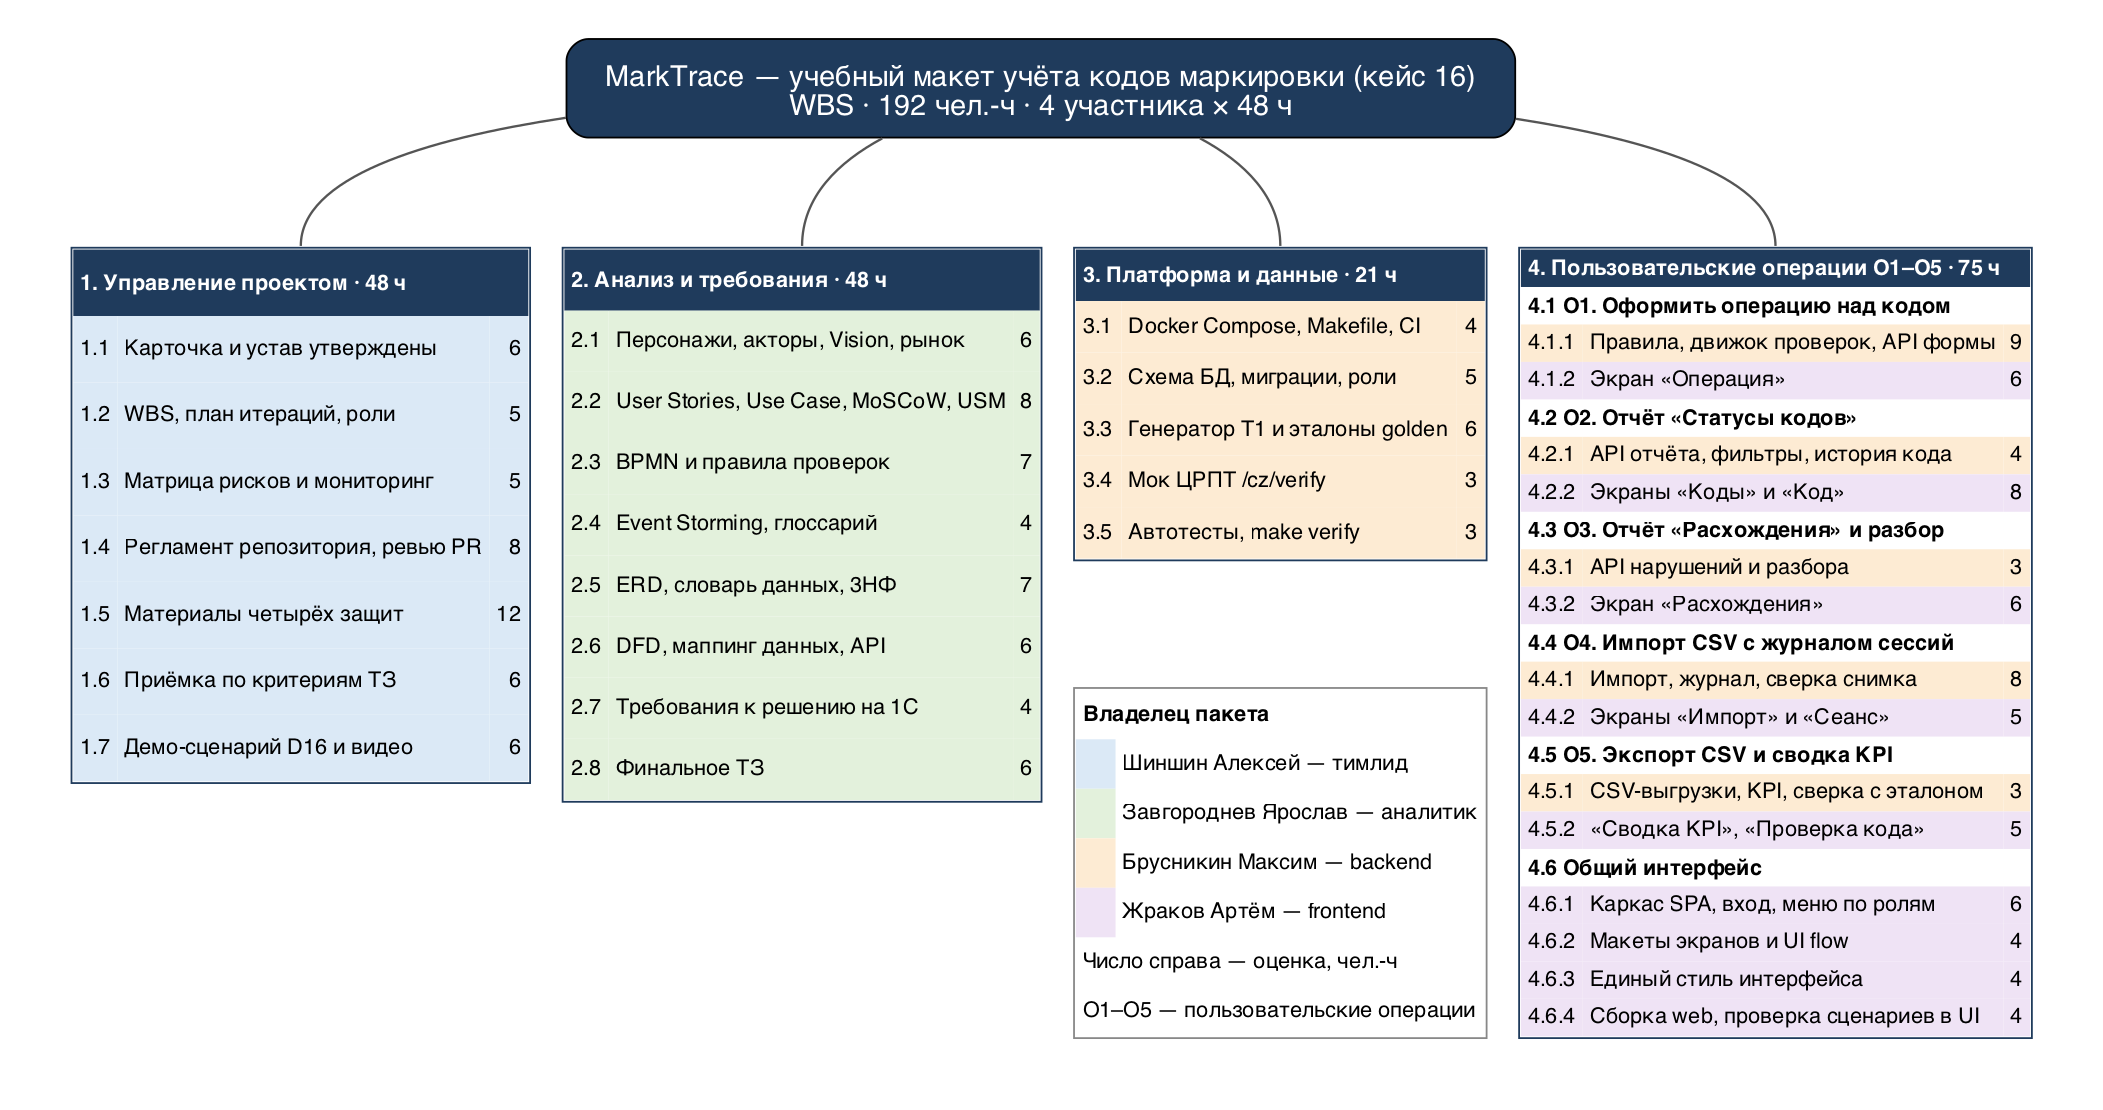 MarkTrace — учебный макет учёта кодов маркировки (кейс 16)
WBS · 192 чел.-ч · 4 участника × 48 ч
1. Управление проектом · 48 ч
1.1 Карточка и устав утверждены 6
1.2 WBS, план итераций, роли 5
1.3 Матрица рисков и мониторинг 5
1.4 Регламент репозитория, ревью PR 8
1.5 Материалы четырёх защит 12
1.6 Приёмка по критериям ТЗ 6
1.7 Демо-сценарий D16 и видео 6
2. Анализ и требования · 48 ч
2.1 Персонажи, акторы, Vision, рынок 6
2.2 User Stories, Use Case, MoSCoW, USM 8
2.3 BPMN и правила проверок 7
2.4 Event Storming, глоссарий 4
2.5 ERD, словарь данных, 3НФ 7
2.6 DFD, маппинг данных, API 6
2.7 Требования к решению на 1С 4
2.8 Финальное ТЗ 6
3. Платформа и данные · 21 ч
3.1 Docker Compose, Makefile, CI 4
3.2 Схема БД, миграции, роли 5
3.3 Генератор Т1 и эталоны golden 6
3.4 Мок ЦРПТ /cz/verify 3
3.5 Автотесты, make verify 3
Владелец пакета
Шиншин Алексей — тимлид
Завгороднев Ярослав — аналитик
Брусникин Максим — backend
Жраков Артём — frontend
Число справа — оценка, чел.-ч
О1–О5 — пользовательские операции
4. Пользовательские операции О1–О5 · 75 ч
4.1 О1. Оформить операцию над кодом
4.1.1 Правила, движок проверок, API формы 9
4.1.2 Экран «Операция» 6
4.2 О2. Отчёт «Статусы кодов»
4.2.1 API отчёта, фильтры, история кода 4
4.2.2 Экраны «Коды» и «Код» 8
4.3 О3. Отчёт «Расхождения» и разбор
4.3.1 API нарушений и разбора 3
4.3.2 Экран «Расхождения» 6
4.4 О4. Импорт CSV с журналом сессий
4.4.1 Импорт, журнал, сверка снимка 8
4.4.2 Экраны «Импорт» и «Сеанс» 5
4.5 О5. Экспорт CSV и сводка KPI
4.5.1 CSV-выгрузки, KPI, сверка с эталоном 3
4.5.2 «Сводка KPI», «Проверка кода» 5
4.6 Общий интерфейс
4.6.1 Каркас SPA, вход, меню по ролям 6
4.6.2 Макеты экранов и UI flow 4
4.6.3 Единый стиль интерфейса 4
4.6.4 Сборка web, проверка сценариев в UI 4